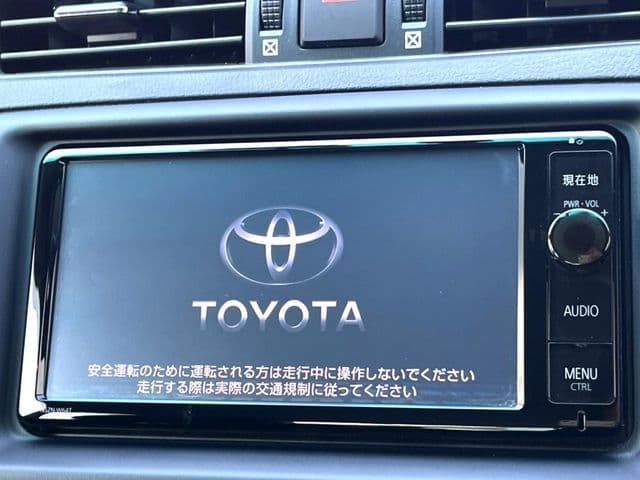 現在地
PWR・VOL
− +
TOYOTA
AUDIO
安全運転のために運転される方は走行中に操作しないでください
走行する際は実際の交通規制に従ってください
MENU
CTRL
NSZN-W64T